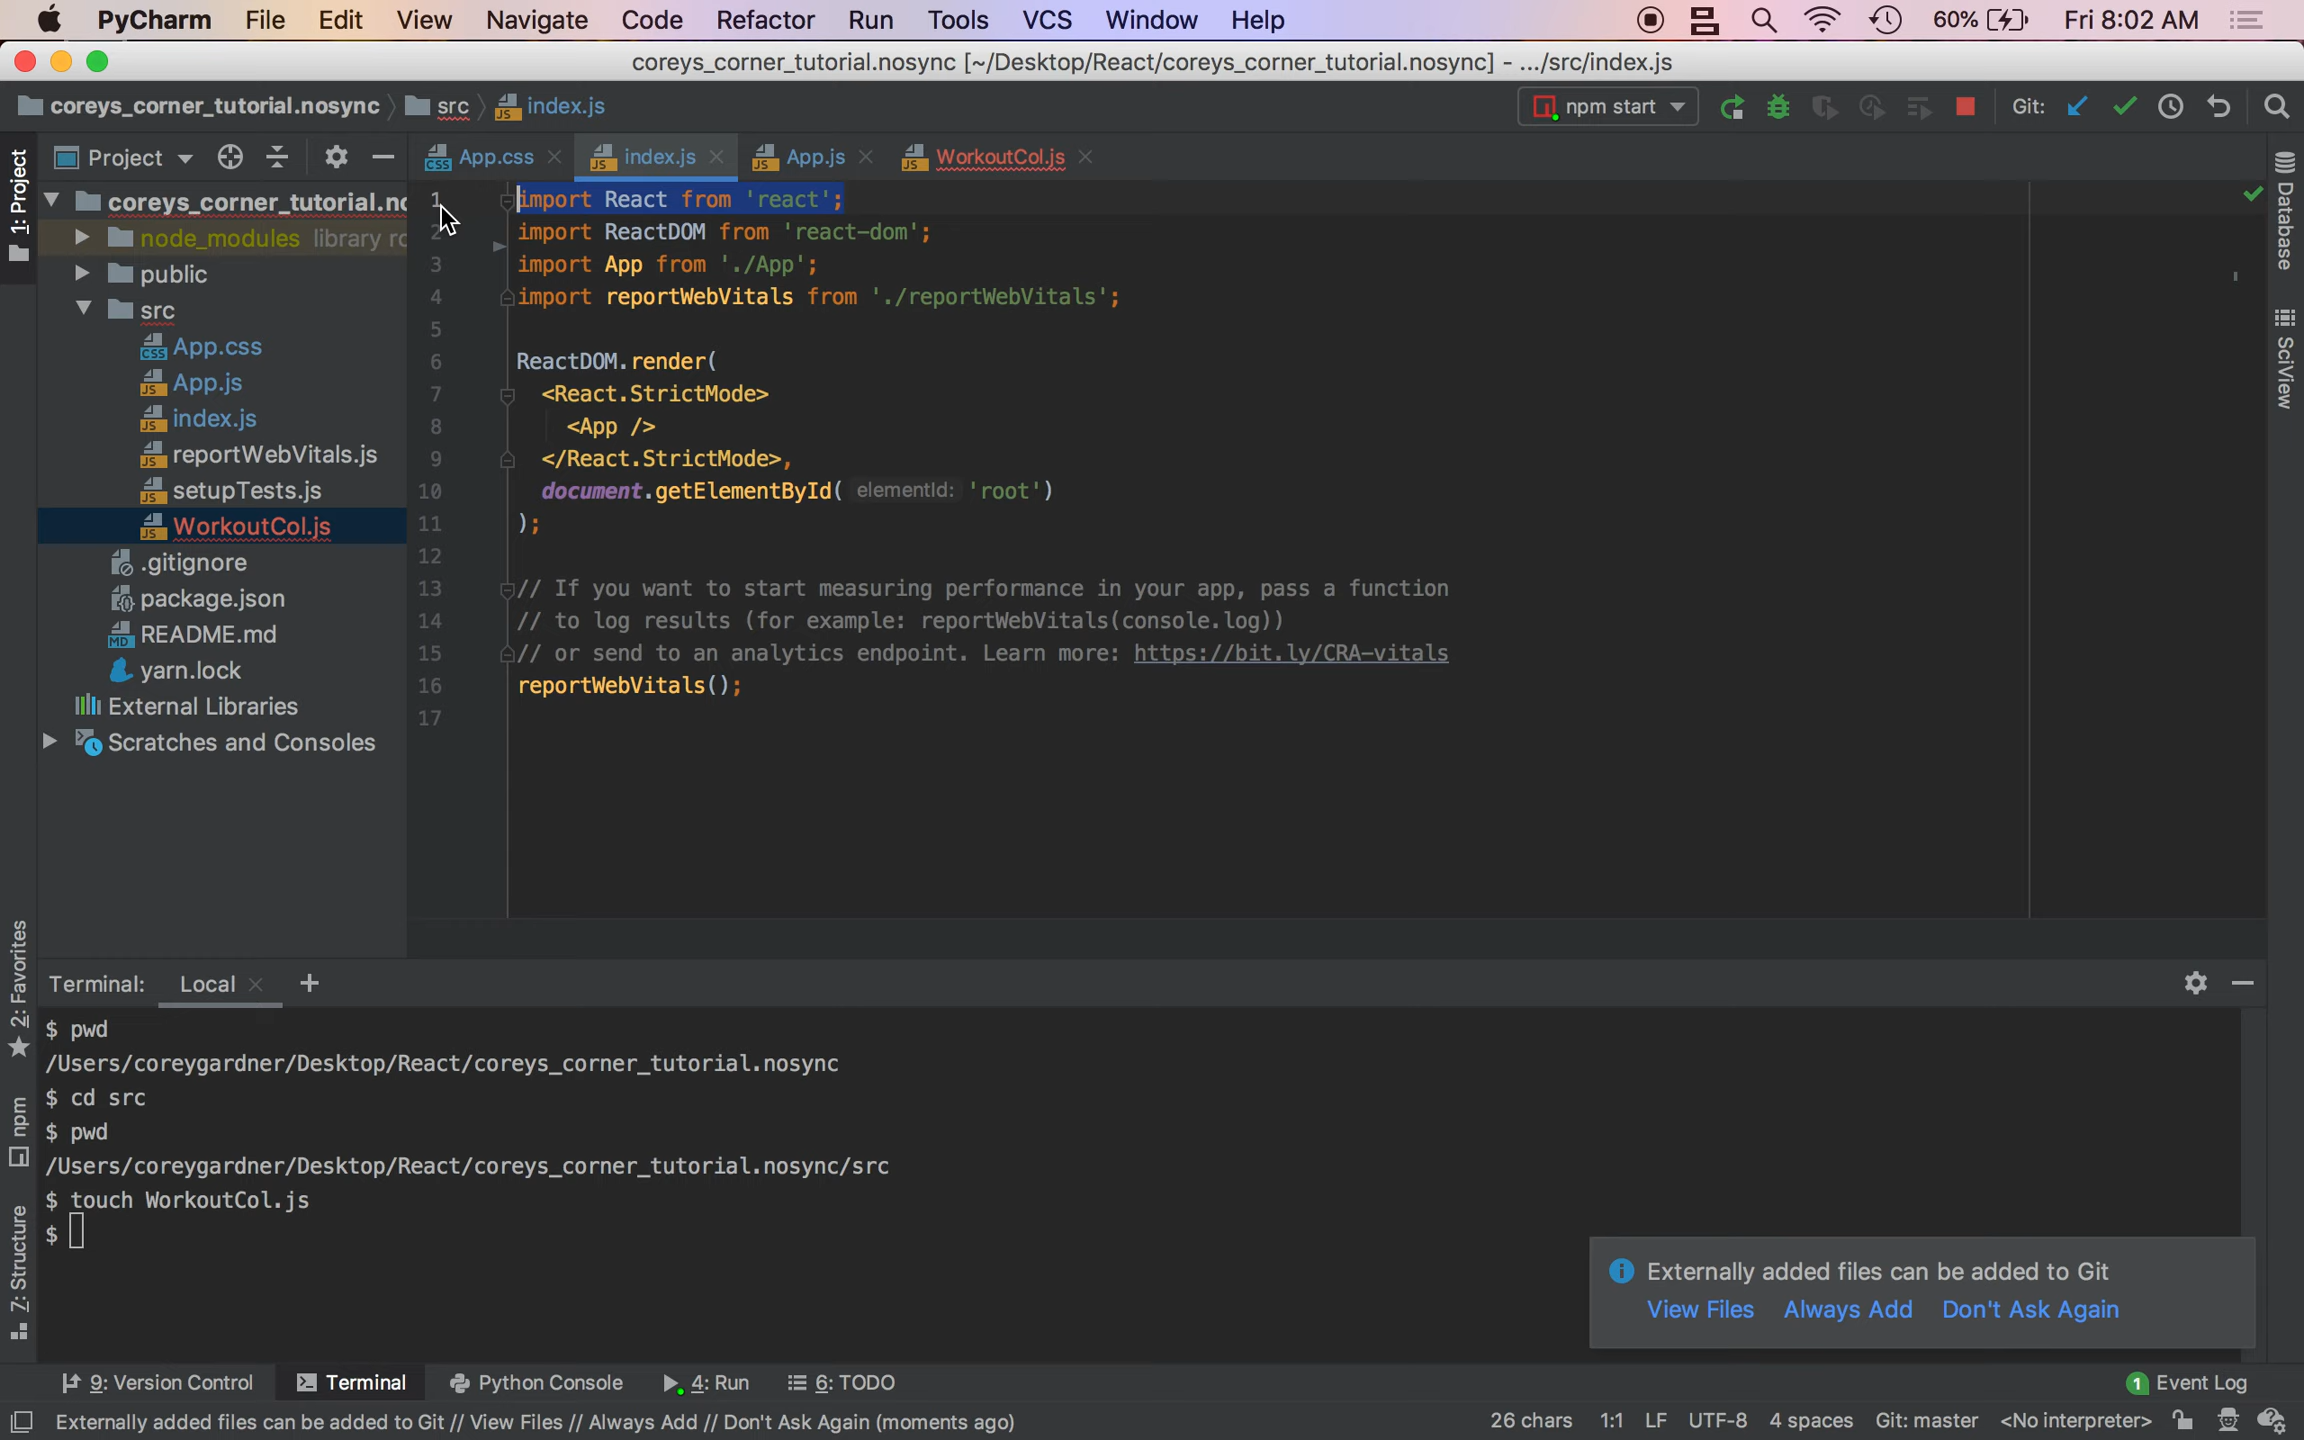 PyCharm File Edit View Navigate Code Refactor Run Tools VCS Window Help 60% Fri 8:02 AM
coreys_corner_tutorial.nosync [~/Desktop/React/coreys_corner_tutorial.nosync] - .../src/index.js
coreys_corner_tutorial.nosync src index.js npm start Git:
1: Project
Project
App.css index.js App.js WorkoutCol.js
coreys_corner_tutorial.no
node_modules library ro
public
src
App.css
App.js
index.js
reportWebVitals.js
setupTests.js
WorkoutCol.js
.gitignore
package.json
README.md
yarn.lock
External Libraries
Scratches and Consoles
1 import React from 'react';
2 import ReactDOM from 'react-dom';
3 import App from './App';
4 import reportWebVitals from './reportWebVitals';
5
6 ReactDOM.render(
7 <React.StrictMode>
8 <App />
9 </React.StrictMode>,
10 document.getElementById( elementId: 'root')
11 );
12
13 // If you want to start measuring performance in your app, pass a function
14 // to log results (for example: reportWebVitals(console.log))
15 // or send to an analytics endpoint. Learn more: https://bit.ly/CRA-vitals
16 reportWebVitals();
17
Database
SciView
2: Favorites
npm
7: Structure
Terminal: Local
$ pwd
/Users/coreygardner/Desktop/React/coreys_corner_tutorial.nosync
$ cd src
$ pwd
/Users/coreygardner/Desktop/React/coreys_corner_tutorial.nosync/src
$ touch WorkoutCol.js
$
Externally added files can be added to Git
View Files Always Add Don't Ask Again
9: Version Control Terminal Python Console 4: Run 6: TODO 1 Event Log
Externally added files can be added to Git // View Files // Always Add // Don't Ask Again (moments ago) 26 chars 1:1 LF UTF-8 4 spaces Git: master <No interpreter>